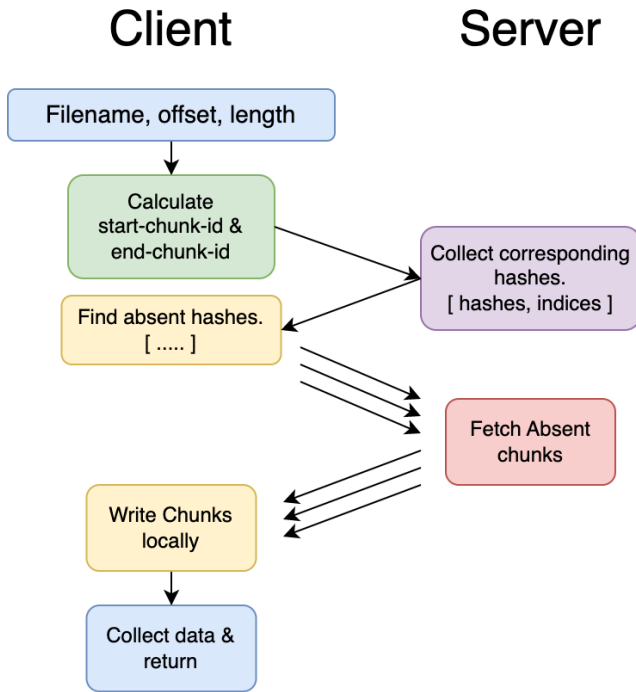 Client
Server
Filename, offset, length
Calculate
start-chunk-id &
end-chunk-id
Collect corresponding
hashes.
[ hashes, indices ]
Find absent hashes.
[ ..... ]
Fetch Absent
chunks
Write Chunks
locally
Collect data &
return